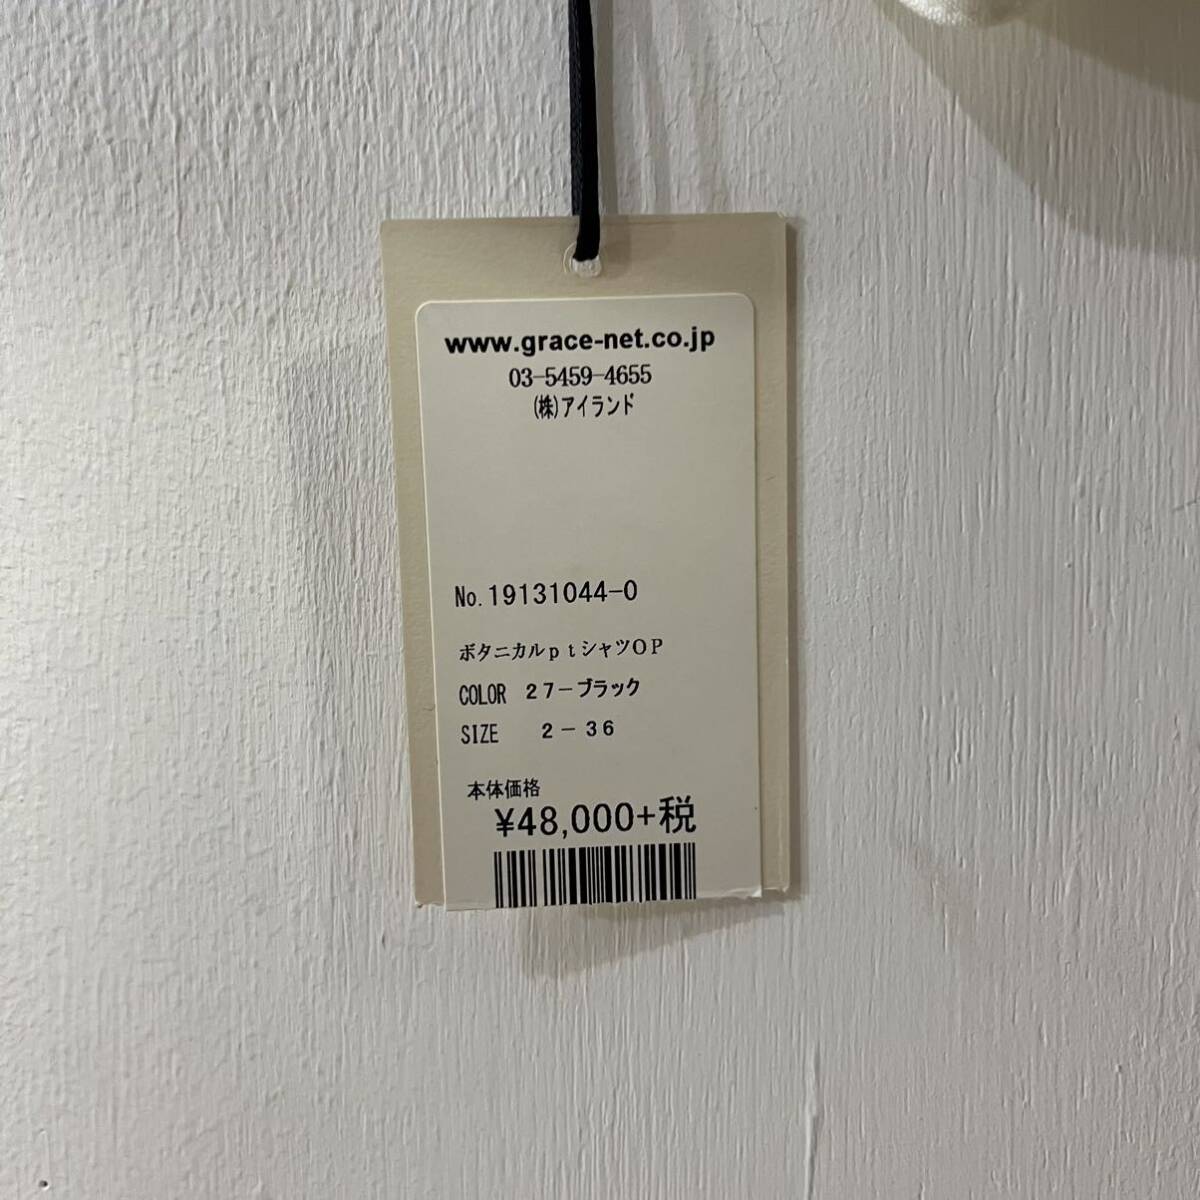 www.grace-net.co.jp
03-5459-4655
(株)アイランド
No.19131044-0
ボタニカルｐｔシャツＯＰ
COLOR ２７－ブラック
SIZE ２－３６
本体価格
¥48,000+税